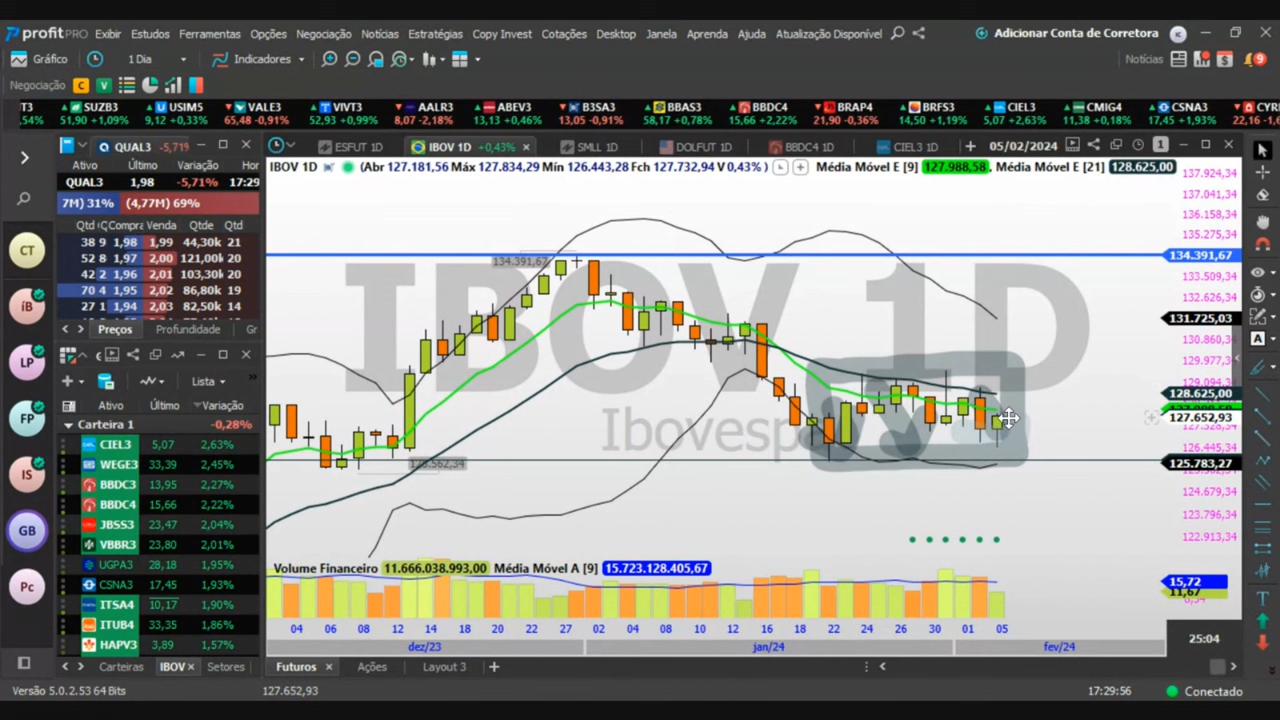 profitPRO Exibir Estudos Ferramentas Opções Negociação Notícias Estratégias Copy Invest Cotações Desktop Janela Aprenda Ajuda Atualização Disponível Adicionar Conta de Corretora K
Gráfico 1 Dia Indicadores Notícias 9
Negociação C V
T3 SUZB3 USIM5 VALE3 VIVT3 AALR3 ABEV3 B3SA3 BBAS3 BBDC4 BRAP4 BRFS3 CIEL3 CMIG4 CSNA3 CYR
.54% 51,90 +1,09% 9,12 +0,33% 65,48 -0,91% 52,93 +0,99% 8,07 -2,18% 13,13 +0,46% 13,05 -0,91% 58,17 +0,78% 15,66 +2,22% 21,90 -0,36% 14,50 5,07 +2,63% 11,38 +0,18% 17,45 +1,93% 22,16
QUAL3 -5,71% ESFUT 1D IBOV 1D +0,43% SMLL 1D DOLFUT 1D BBDC4 1D CIEL3 1D 05/02/2024 1
Ativo Último Variação Hor
QUAL3 1,98 -5,71% 17:29
7M) 31% (4,77M) 69%
Qtd Compra Venda Qtde Qtd
38 9 1,98 1,99 44,30k 21
52 8 1,97 2,00 121,00k 20
42 2 1,96 2,01 103,30k 20
70 4 1,95 2,02 86,80k 19
27 1 1,94 2,03 82,50k 14
Preços Profundidade Gr
Lista
Ativo Último Variação
Carteira 1 -0,28%
CIEL3 5,07 2,63%
WEGE3 33,39 2,45%
BBDC3 13,95 2,27%
BBDC4 15,66 2,22%
JBSS3 23,47 2,04%
VBBR3 23,80 2,01%
UGPA3 28,18 1,95%
CSNA3 17,45 1,93%
ITSA4 10,17 1,90%
ITUB4 33,35 1,86%
HAPV3 3,89 1,57%
Carteiras IBOV Setores
CT
iB
LP
FP
IS
GB
Pc
IBOV 1D (Abr 127.181,56 Máx 127.834,29 Mín 126.443,28 Fch 127.732,94 V 0,43% ) Média Móvel E [9] 127.988,58 Média Móvel E [21] 128.625,00
IBOV 1D
Ibovespa
134.391,67
137.924,34
137.041,34
136.158,34
135.275,34
134.391,67
133.509,34
132.626,34
131.725,03
130.860,34
129.977,34
129.094,34
128.625,00
127.652,93
126.445,34
125.783,27
124.679,34
123.796,34
122.913,34
Volume Financeiro 11.666.038.993,00 Média Móvel A [9] 15.723.128.405,67
15,72
11,67
04 06 08 12 14 18 20 22 27 02 04 08 10 12 16 18 22 24 26 30 01 05
dez/23 jan/24 fev/24
25:04
Futuros Ações Layout 3
Versão 5.0.2.53 64 Bits 127.652,93 17:29:56 Conectado